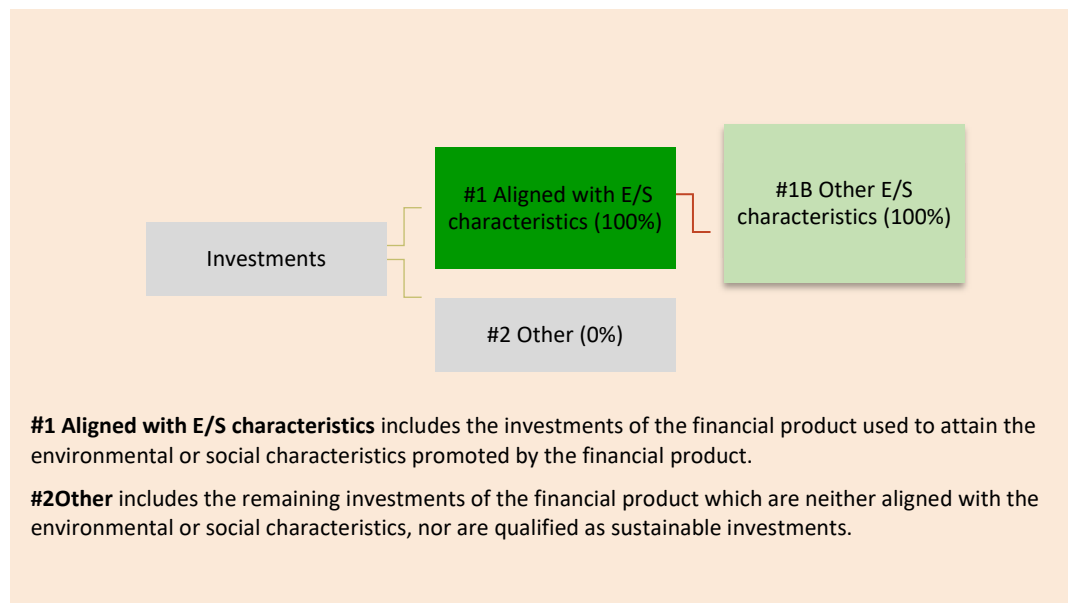 #1 Aligned with E/S
characteristics (100%)
#1B Other E/S
characteristics (100%)
Investments
#2 Other (0%)
#1 Aligned with E/S characteristics includes the investments of the financial product used to attain the
environmental or social characteristics promoted by the financial product.
#2Other includes the remaining investments of the financial product which are neither aligned with the
environmental or social characteristics, nor are qualified as sustainable investments.